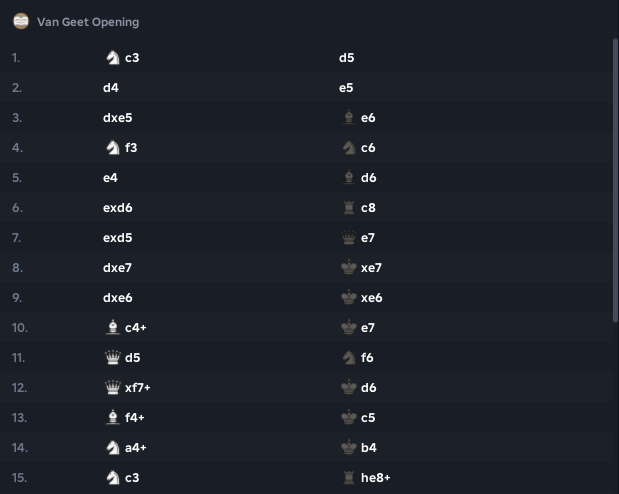 Van Geet Opening
1. c3 d5
2. d4 e5
3. dxe5 e6
4. f3 c6
5. e4 d6
6. exd6 c8
7. exd5 e7
8. dxe7 xe7
9. dxe6 xe6
10. c4+ e7
11. d5 f6
12. xf7+ d6
13. f4+ c5
14. a4+ b4
15. c3 he8+